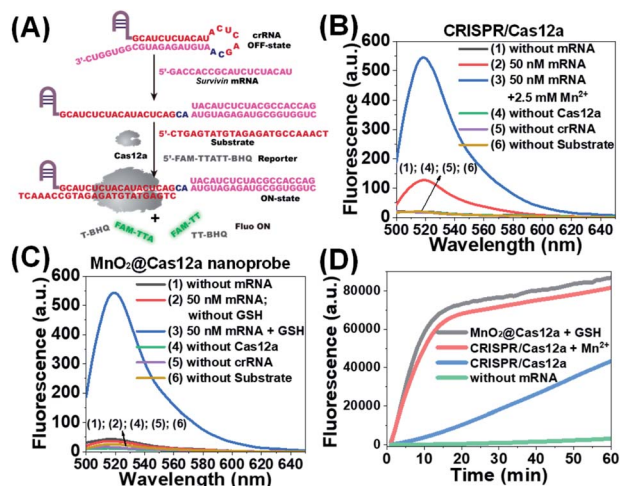 (A)
GCAUCUCUUACAUCUC
crRNA
OFF-state
3'-CUGGUGGCGUAGAGAUGUA
5'-GACCACCGCAUCUCUACAU
Survivin mRNA
UACAUCUCUUACGCCACCAG
GCAUCUCUUACAUAUCUCAGCA
AUGUAGAGAUGCGGUGGUC
5'-CTGAGTATGTAGAGATGCCAAACT
Substrate
Cas12a
5'-FAM-TTATT-BHQ Reporter
GCAUCUCUACAUACUCAGCA
TCAAACCGTAGAGATGTATGAGTC
ON-state
T-BHQ
FAM-TTA
+
FAM-TT
TT-BHQ
Fluo ON
(B)
CRISPR/Cas12a
Fluorescence (a.u.)
600
500
400
300
200
100
0
(1) without mRNA
(2) 50 nM mRNA
(3) 50 nM mRNA
+2.5 mM Mn2+
(4) without Cas12a
(5) without crRNA
(6) without Substrate
(1); (4); (5); (6)
500 520 540 560 580 600 620 640
Wavelength (nm)
(C)
MnO2@Cas12a nanoprobe
Fluorescence (a.u.)
600
500
400
300
200
100
0
(1) without mRNA
(2) 50 nM mRNA;
without GSH
(3) 50 nM mRNA + GSH
(4) without Cas12a
(5) without crRNA
(6) without Substrate
(1); (2); (4); (5); (6)
500 520 540 560 580 600 620 640
Wavelength (nm)
(D)
Fluorescence (a.u.)
80000
60000
40000
20000
0
MnO2@Cas12a + GSH
CRISPR/Cas12a + Mn2+
CRISPR/Cas12a
without mRNA
0 10 20 30 40 50 60
Time (min)